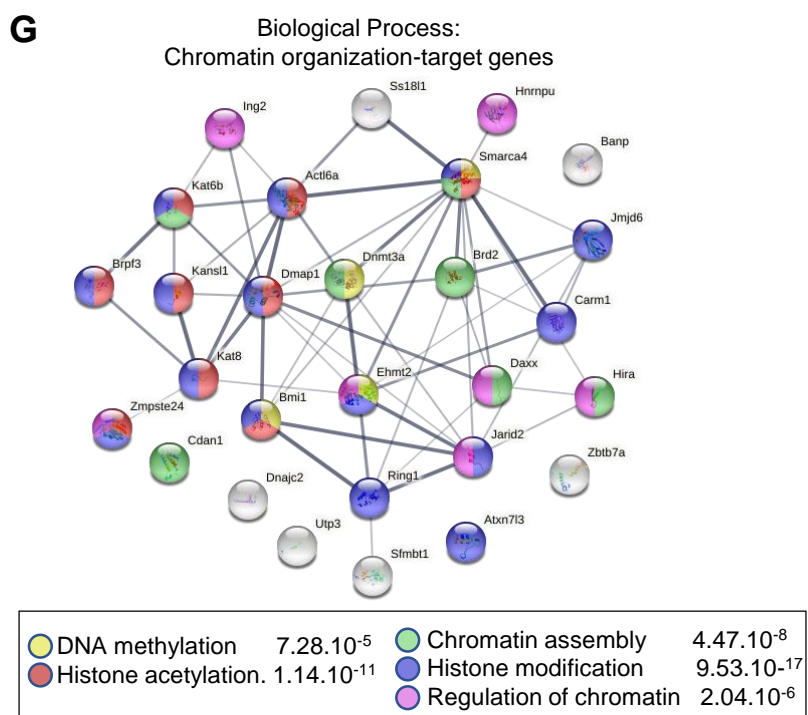 G
Biological Process:
Chromatin organization-target genes
Ss18l1
Hnrnpu
Ing2
Banp
Smarca4
Actl6a
Kat6b
Jmjd6
Dnmt3a
Brd2
Brpf3
Kansl1
Dmap1
Carm1
Kat8
Ehmt2
Daxx
Hira
Zmpste24
Bmi1
Cdan1
Jarid2
Zbtb7a
Dnajc2
Ring1
Utp3
Atxn7l3
Sfmbt1
DNA methylation 7.28.10-5
Histone acetylation. 1.14.10-11
Chromatin assembly 4.47.10-8
Histone modification 9.53.10-17
Regulation of chromatin 2.04.10-6